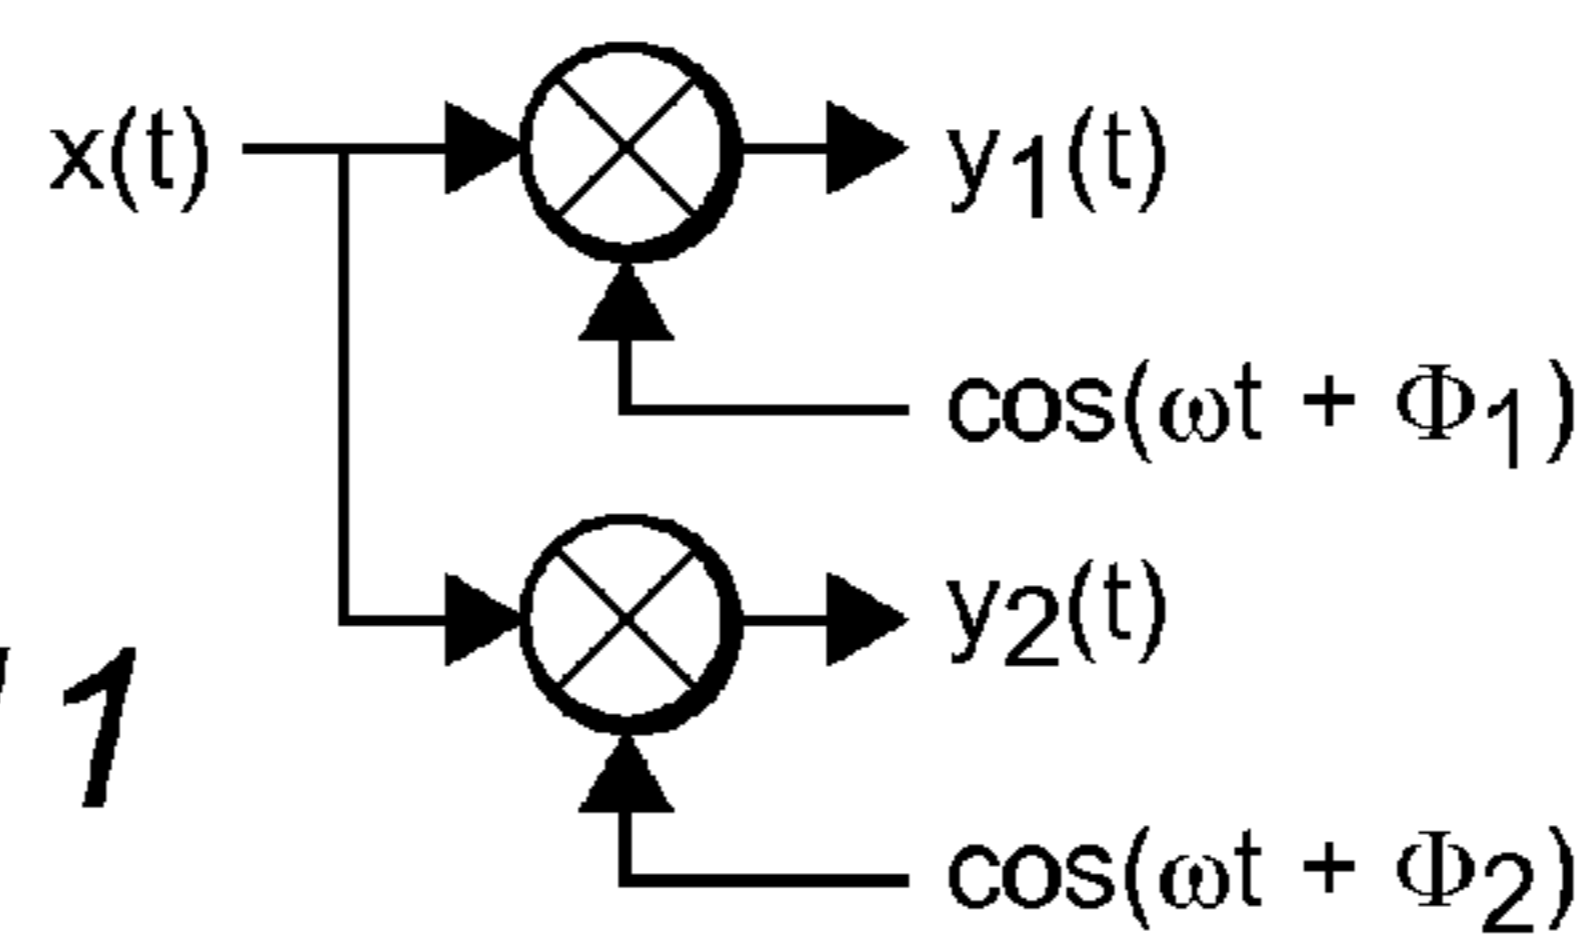 x(t) y₁(t)
cos(ωt + Φ₁)
y₂(t)
1
cos(ωt + Φ₂)